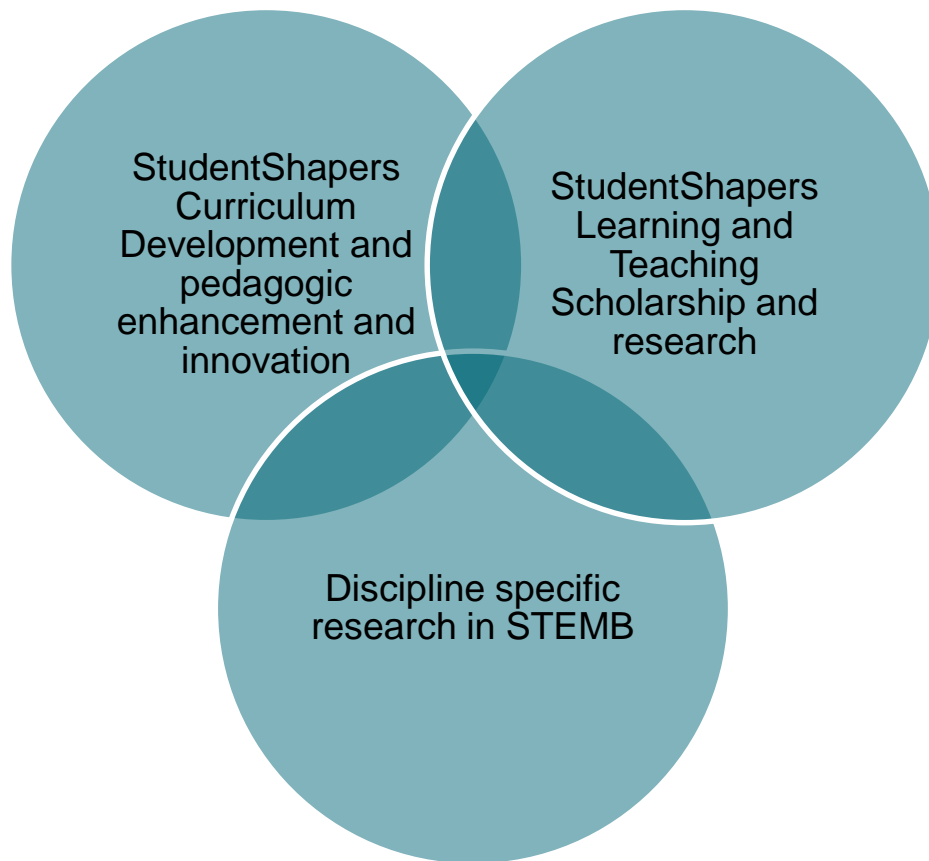 StudentShapers
Curriculum
Development and
pedagogic
enhancement and
innovation
StudentShapers
Learning and
Teaching
Scholarship and
research
Discipline specific
research in STEMB